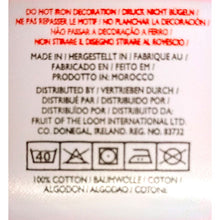 DO NOT IRON DECORATION / DRUCK NICHT BÜGELN /
NE PAS REPASSER LE MOTIF / NO PLANCHAR LA DECORACIÓN /
NÃO PASSAR A DECORAÇÃO A FERRO /
NON STIRARE IL DISEGNO STIRARE AL ROVESCIO /
MADE IN / HERGESTELLT IN / FABRIQUE AU /
FABRICADO EN / FEITO EM /
PRODOTTO IN: MOROCCO
DISTRIBUTED BY / VERTRIEBEN DURCH /
DISTRIBUÉ PAR / DISTRIBUIDO POR /
DISTRIBUÍDO POR / DISTRIBUITO DA:
FRUIT OF THE LOOM INTERNATIONAL LTD.
CO. DONEGAL, IRELAND. REG. NO. 83732
40
100% COTTON / BAUMWOLLE / COTON /
ALGODÓN / ALGODÃO / COTONE